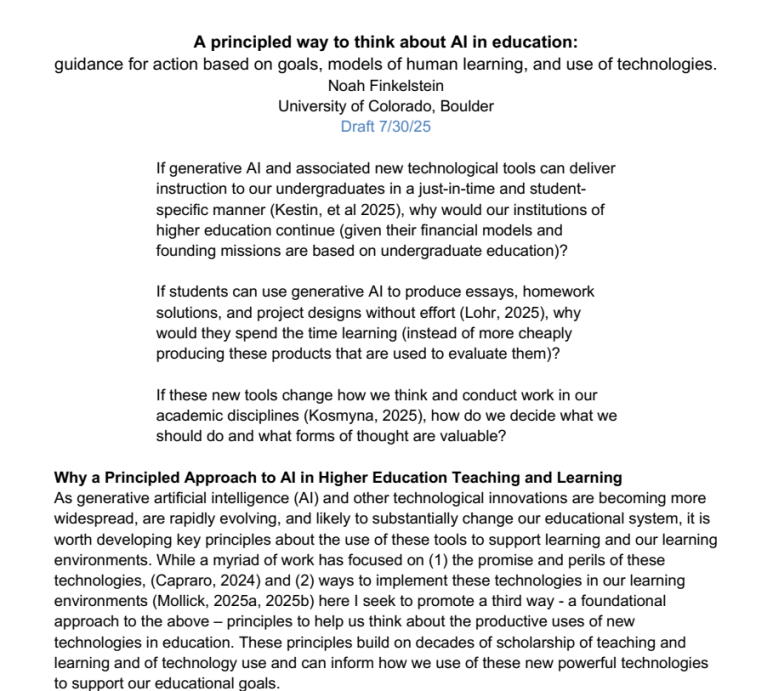 A principled way to think about AI in education:
guidance for action based on goals, models of human learning, and use of technologies.
Noah Finkelstein
University of Colorado, Boulder
Draft 7/30/25
If generative AI and associated new technological tools can deliver
instruction to our undergraduates in a just-in-time and student-
specific manner (Kestin, et al 2025), why would our institutions of
higher education continue (given their financial models and
founding missions are based on undergraduate education)?
If students can use generative AI to produce essays, homework
solutions, and project designs without effort (Lohr, 2025), why
would they spend the time learning (instead of more cheaply
producing these products that are used to evaluate them)?
If these new tools change how we think and conduct work in our
academic disciplines (Kosmyna, 2025), how do we decide what we
should do and what forms of thought are valuable?
Why a Principled Approach to AI in Higher Education Teaching and Learning
As generative artificial intelligence (AI) and other technological innovations are becoming more
widespread, are rapidly evolving, and likely to substantially change our educational system, it is
worth developing key principles about the use of these tools to support learning and our learning
environments. While a myriad of work has focused on (1) the promise and perils of these
technologies, (Capraro, 2024) and (2) ways to implement these technologies in our learning
environments (Mollick, 2025a, 2025b) here I seek to promote a third way - a foundational
approach to the above – principles to help us think about the productive uses of new
technologies in education. These principles build on decades of scholarship of teaching and
learning and of technology use and can inform how we use of these new powerful technologies
to support our educational goals.